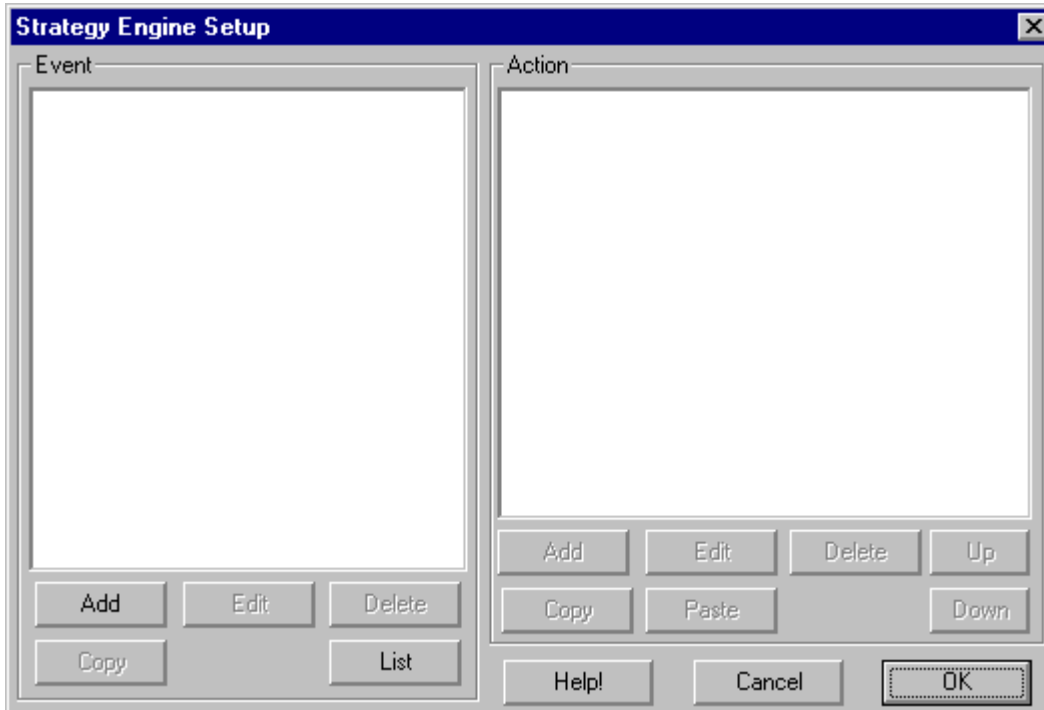 Strategy Engine Setup
Event
Action
Add Edit Delete
Copy List
Add Edit Delete Up
Copy Paste Down
Help! Cancel OK